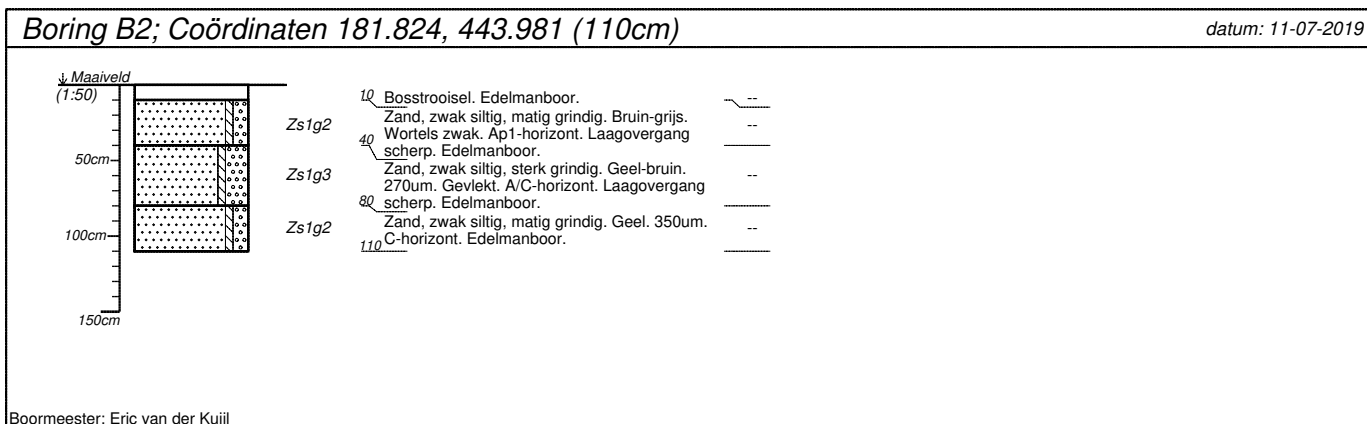 Boring B2; Coördinaten 181.824, 443.981 (110cm)
datum: 11-07-2019
Maaiveld
(1:50)
50cm
100cm
150cm
Zs1g2
Zs1g3
Zs1g2
10 Bosstrooisel. Edelmanboor.
--
Zand, zwak siltig, matig grindig. Bruin-grijs.
Wortels zwak. Ap1-horizont. Laagovergang
40 scherp. Edelmanboor.
--
Zand, zwak siltig, sterk grindig. Geel-bruin.
270um. Gevlekt. A/C-horizont. Laagovergang
80 scherp. Edelmanboor.
--
Zand, zwak siltig, matig grindig. Geel. 350um.
110 C-horizont. Edelmanboor.
--
Boormeester: Eric van der Kuijl